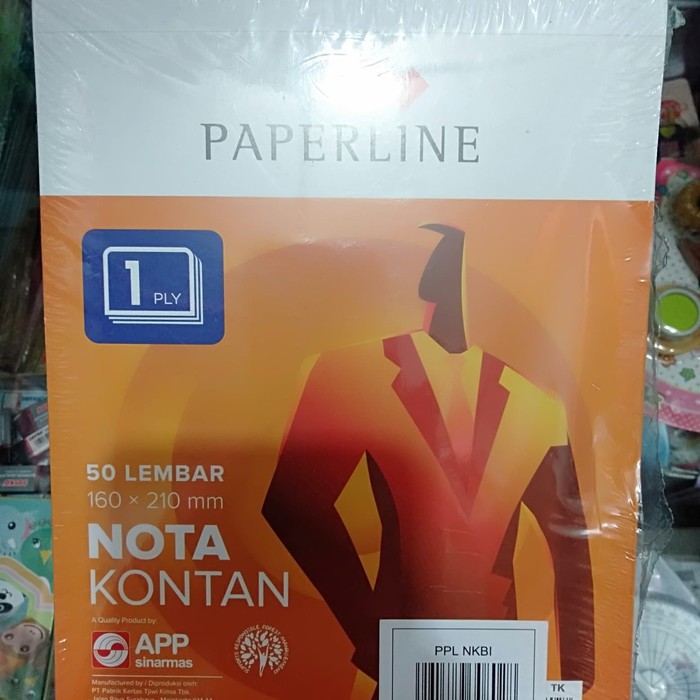 PAPERLINE
1 PLY
50 LEMBAR
160 × 210 mm
NOTA
KONTAN
A Quality Product by:
APP
sinarmas
Manufactured by / Diproduksi oleh:
PT Pabrik Kertas Tjiwi Kimia Tbk.
PPL NKBI
TK